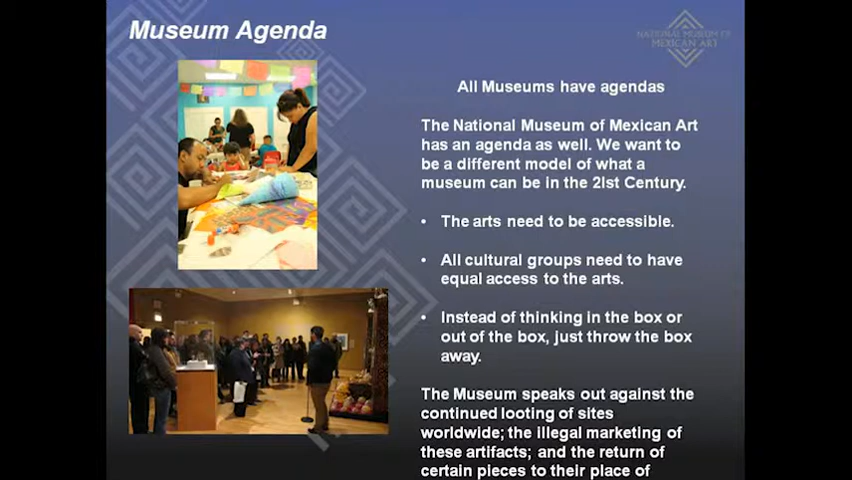 Museum Agenda
NATIONAL MUSEUM OF
MEXICAN ART
All Museums have agendas
The National Museum of Mexican Art
has an agenda as well. We want to
be a different model of what a
museum can be in the 21st Century.
• The arts need to be accessible.
• All cultural groups need to have
equal access to the arts.
• Instead of thinking in the box or
out of the box, just throw the box
away.
The Museum speaks out against the
continued looting of sites
worldwide; the illegal marketing of
these artifacts; and the return of
certain pieces to their place of